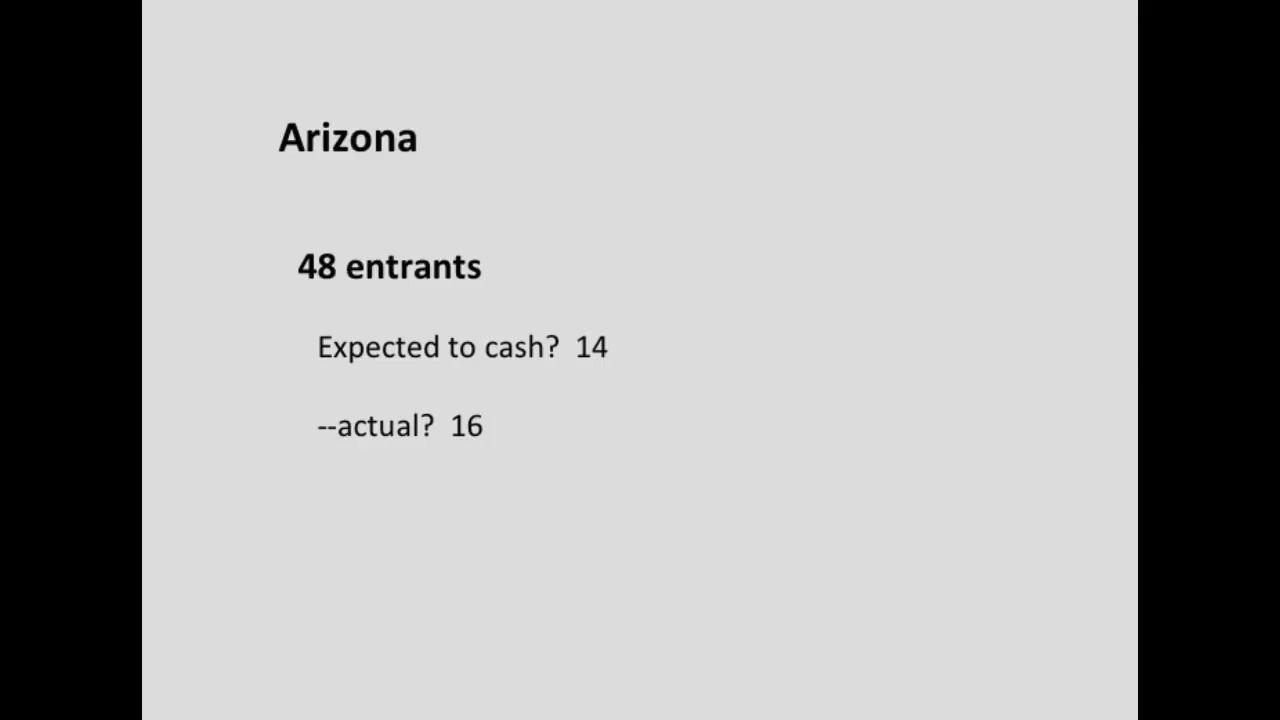 Arizona
48 entrants
Expected to cash? 14
--actual? 16